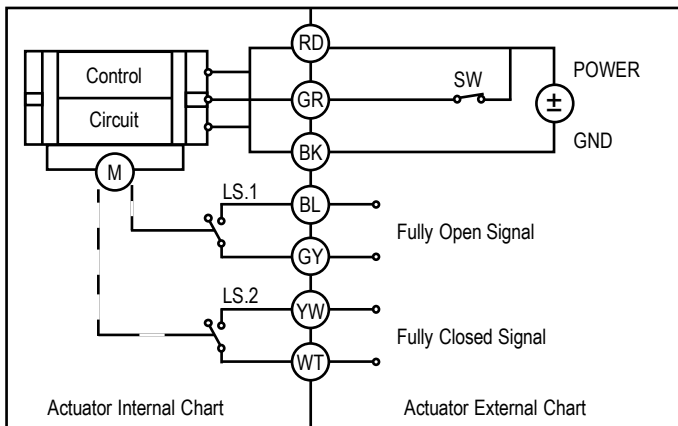 RD
Control
SW
POWER
GR
±
Circuit
GND
BK
M
LS.1
BL
Fully Open Signal
GY
LS.2
YW
Fully Closed Signal
WT
Actuator Internal Chart
Actuator External Chart